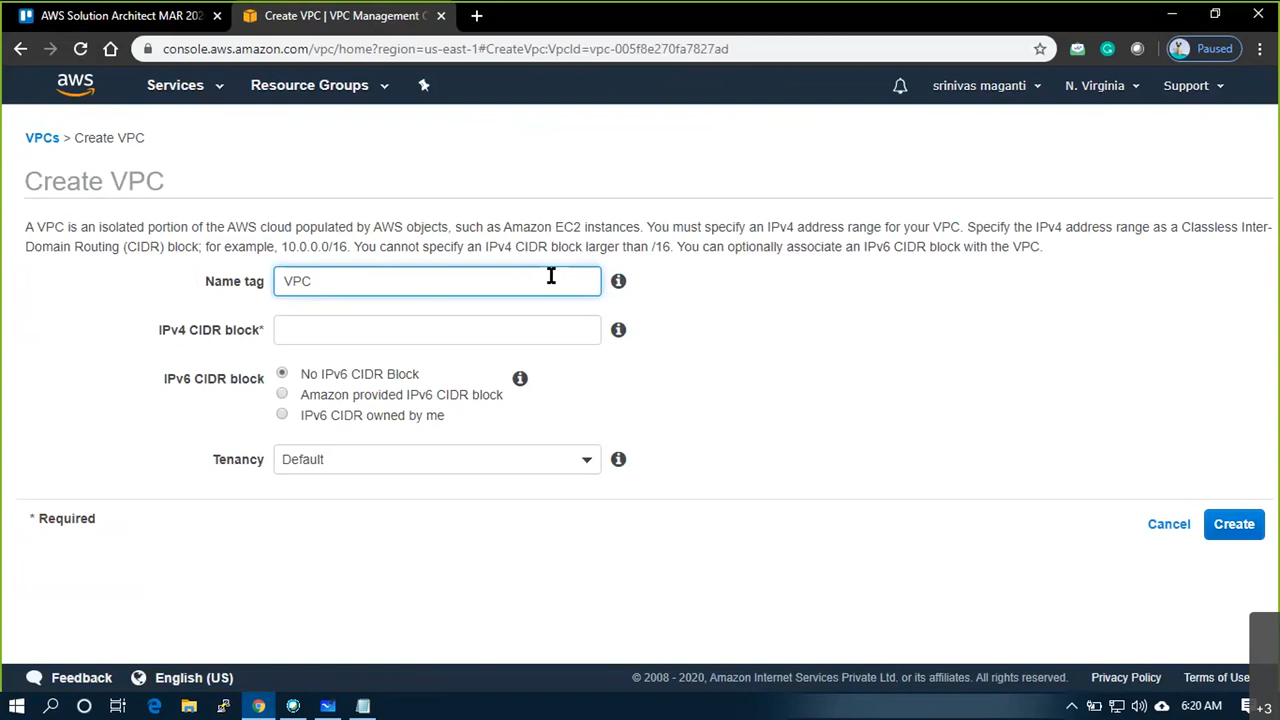 AWS Solution Architect MAR 202
Create VPC | VPC Management C
console.aws.amazon.com/vpc/home?region=us-east-1#CreateVpc:VpcId=vpc-005f8e270fa7827ad
Paused
aws
Services
Resource Groups
srinivas maganti
N. Virginia
Support
VPCs > Create VPC
Create VPC
A VPC is an isolated portion of the AWS cloud populated by AWS objects, such as Amazon EC2 instances. You must specify an IPv4 address range for your VPC. Specify the IPv4 address range as a Classless Inter-
Domain Routing (CIDR) block; for example, 10.0.0.0/16. You cannot specify an IPv4 CIDR block larger than /16. You can optionally associate an IPv6 CIDR block with the VPC.
Name tag
VPC
IPv4 CIDR block*
IPv6 CIDR block
No IPv6 CIDR Block
Amazon provided IPv6 CIDR block
IPv6 CIDR owned by me
Tenancy
Default
* Required
Cancel
Create
Feedback
English (US)
© 2008 - 2020, Amazon Internet Services Private Ltd. or its affiliates. All rights reserved.
Privacy Policy
Terms of Use
6:20 AM
+3